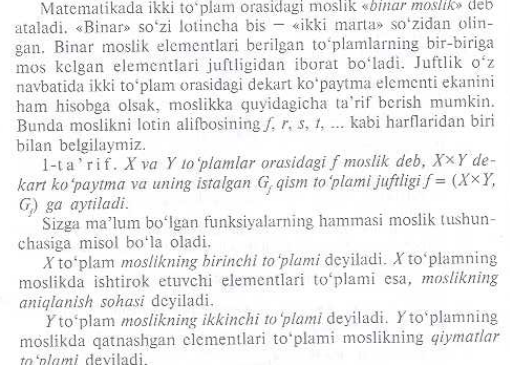 Matematikada ikki to‘plam orasidagi moslik «binar moslik» deb
ataladi. «Binar» so‘zi lotincha bis — «ikki marta» so‘zidan olin-
gan. Binar moslik elementlari berilgan to‘plamlarning bir-biriga
mos kelgan elementlari juftligidan iborat bo‘ladi. Juftlik o‘z
navbatida ikki to‘plam orasidagi dekart ko‘paytma elementi ekanini
ham hisobga olsak, moslikka quyidagicha ta’rif berish mumkin.
Bunda moslikni lotin alifbosining f, r, s, t, ... kabi harflaridan biri
bilan belgilaymiz.
1-ta’rif. X va Y to‘plamlar orasidagi f moslik deb, X×Y de-
kart ko‘paytma va uning istalgan G_f qism to‘plami juftligi f = (X×Y,
G_f) ga aytiladi.
Sizga ma’lum bo‘lgan funksiyalarning hammasi moslik tushun-
chasiga misol bo‘la oladi.
X to‘plam moslikning birinchi to‘plami deyiladi. X to‘plamning
moslikda ishtirok etuvchi elementlari to‘plami esa, moslikning
aniqlanish sohasi deyiladi.
Y to‘plam moslikning ikkinchi to‘plami deyiladi. Y to‘plamning
moslikda qatnashgan elementlari to‘plami moslikning qiymatlar
to‘plami deyiladi.